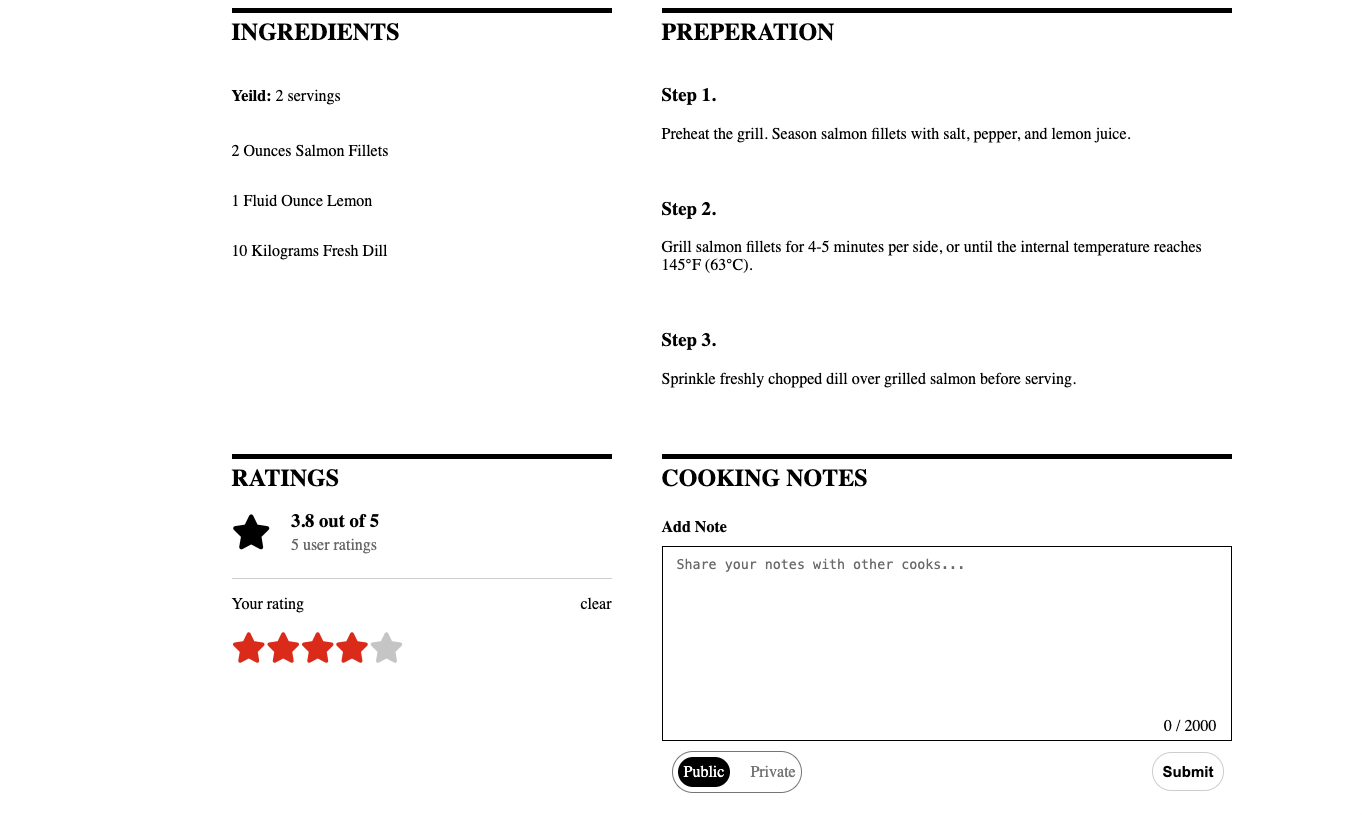 INGREDIENTS
Yeild: 2 servings
2 Ounces Salmon Fillets
1 Fluid Ounce Lemon
10 Kilograms Fresh Dill
PREPERATION
Step 1.
Preheat the grill. Season salmon fillets with salt, pepper, and lemon juice.
Step 2.
Grill salmon fillets for 4-5 minutes per side, or until the internal temperature reaches
145°F (63°C).
Step 3.
Sprinkle freshly chopped dill over grilled salmon before serving.
RATINGS
3.8 out of 5
5 user ratings
Your rating
clear
COOKING NOTES
Add Note
Share your notes with other cooks...
0 / 2000
Public
Private
Submit